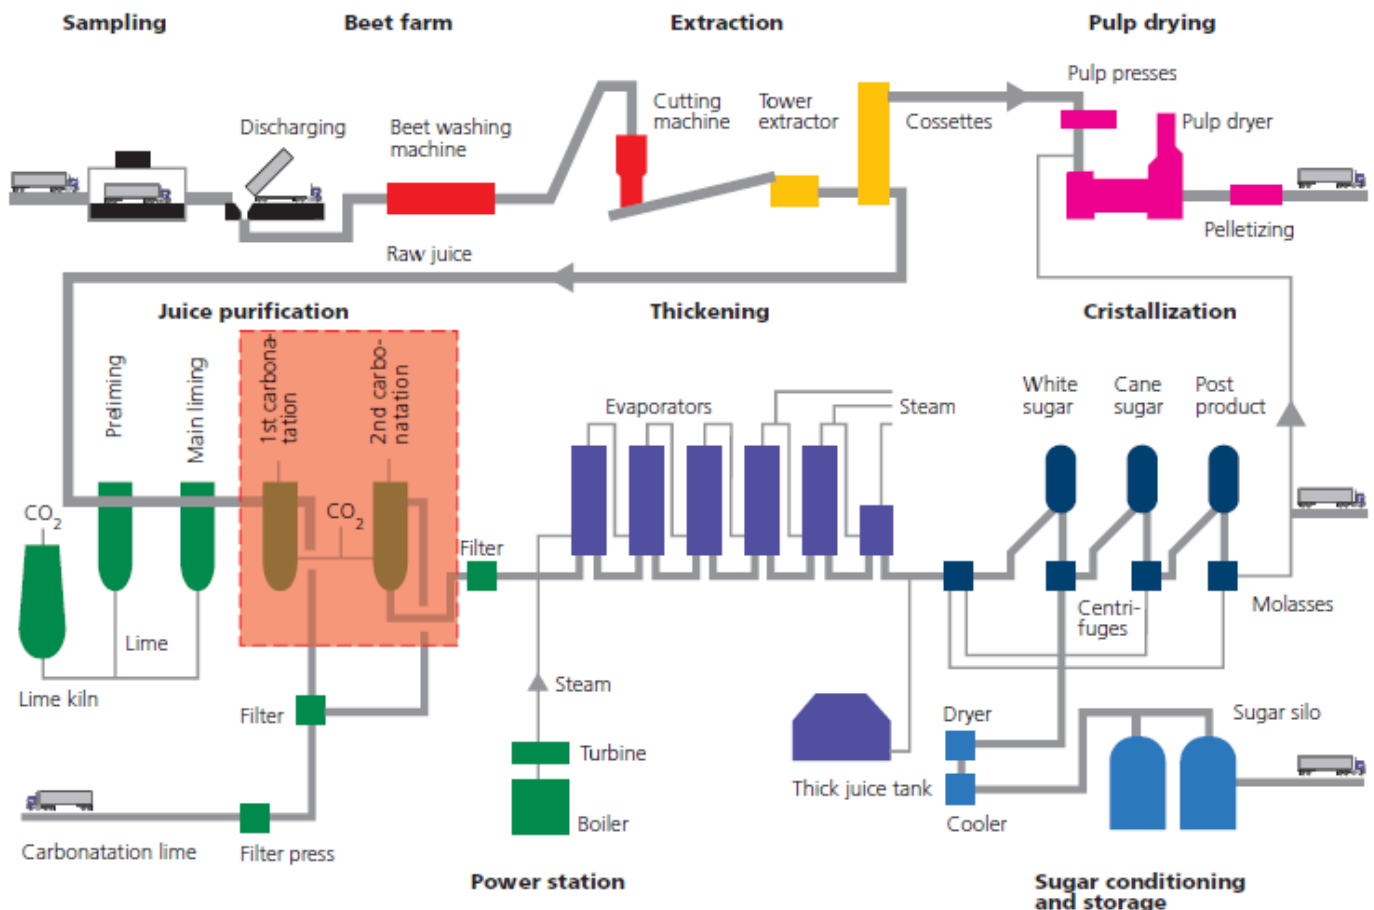 Sampling
Beet farm
Extraction
Pulp drying
Pulp presses
Cutting
machine
Tower
extractor
Discharging
Beet washing
machine
Cossettes
Pulp dryer
Pelletizing
Raw juice
Juice purification
Thickening
Cristallization
Preliming
Main liming
1st carbona-
tation
2nd carbo-
natation
Evaporators
Steam
White
sugar
Cane
sugar
Post
product
CO2
CO2
Filter
Lime
Centri-
fuges
Molasses
Lime kiln
Filter
Steam
Dryer
Sugar silo
Turbine
Thick juice tank
Boiler
Cooler
Carbonatation lime
Filter press
Power station
Sugar conditioning
and storage